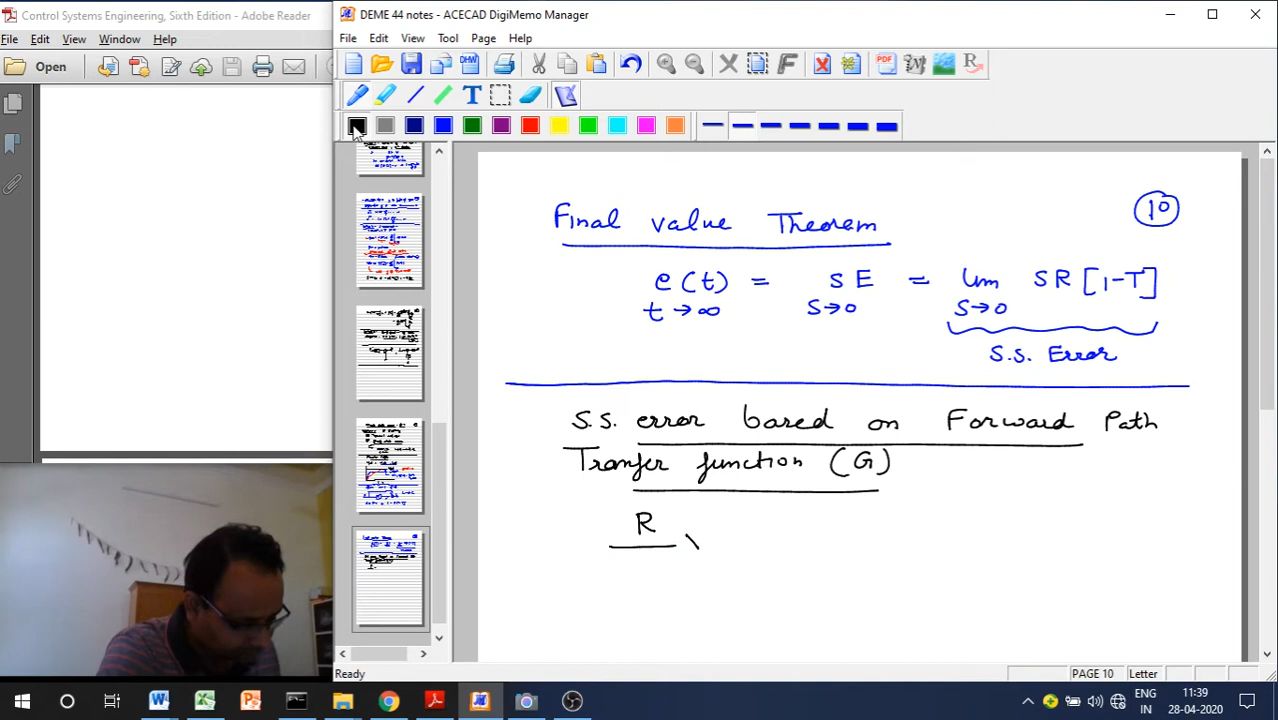 Control Systems Engineering, Sixth Edition - Adobe Reader
DEME 44 notes - ACECAD DigiMemo Manager
File Edit View Window Help
File Edit View Tool Page Help
Open
Final value Theorem
10
e(t) = SE = lim SR[1-T]
t→∞ S→0 S→0
S.S. Error
S.S. error based on Forward Path
Tranfer function (G)
R
Ready
PAGE 10 Letter
ENG
IN
11:39
28-04-2020